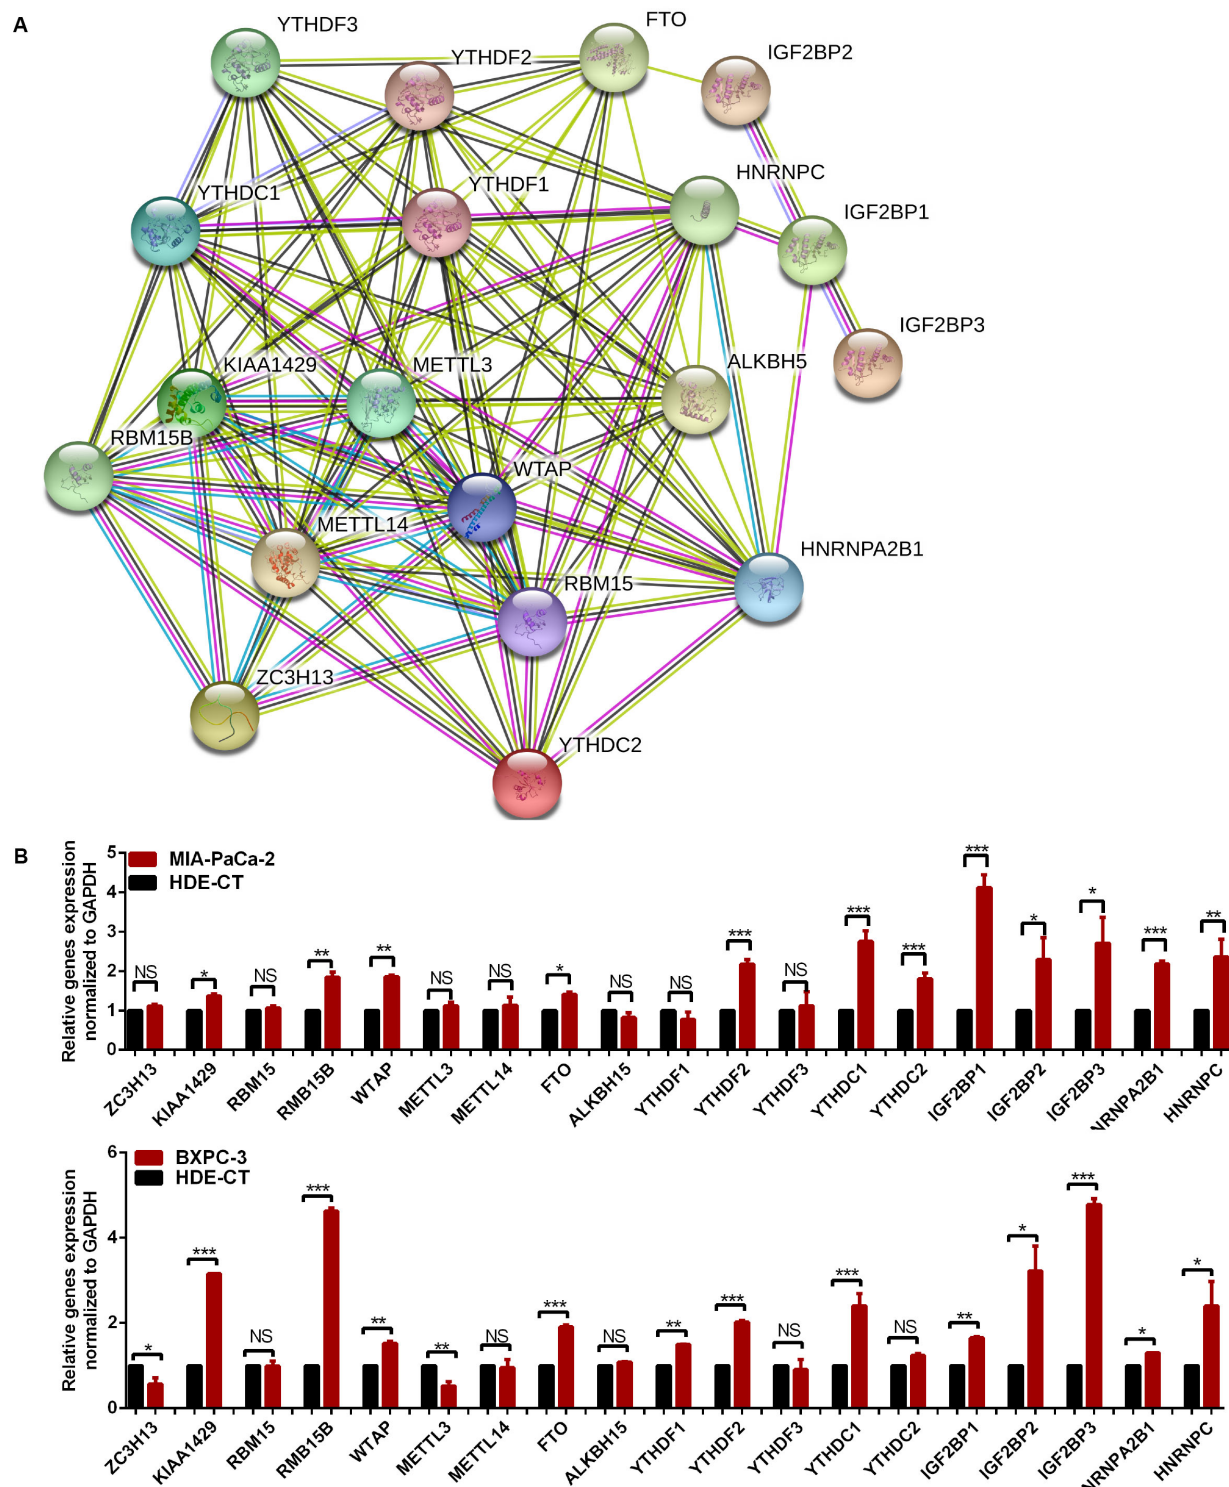 A
YTHDF3
FTO
YTHDF2
IGF2BP2
HNRNPC
YTHDF1
YTHDC1
IGF2BP1
IGF2BP3
ALKBH5
KIAA1429
METTL3
RBM15B
WTAP
METTL14
HNRNPA2B1
RBM15
ZC3H13
YTHDC2
B
Relative genes expression
normalized to GAPDH
5
4
3
2
1
0
MIA-PaCa-2
HDE-CT
NS
*
NS
**
**
NS
NS
*
NS
NS
***
NS
***
***
***
*
*
***
**
ZC3H13
KIAA1429
RBM15
RMB15B
WTAP
METTL3
METTL14
FTO
ALKBH15
YTHDF1
YTHDF2
YTHDF3
YTHDC1
YTHDC2
IGF2BP1
IGF2BP2
IGF2BP3
NRNPA2B1
HNRNPC
Relative genes expression
normalized to GAPDH
6
4
2
0
BXPC-3
HDE-CT
*
***
NS
***
**
**
NS
***
NS
**
***
NS
***
NS
**
*
***
*
*
ZC3H13
KIAA1429
RBM15
RMB15B
WTAP
METTL3
METTL14
FTO
ALKBH15
YTHDF1
YTHDF2
YTHDF3
YTHDC1
YTHDC2
IGF2BP1
IGF2BP2
IGF2BP3
NRNPA2B1
HNRNPC